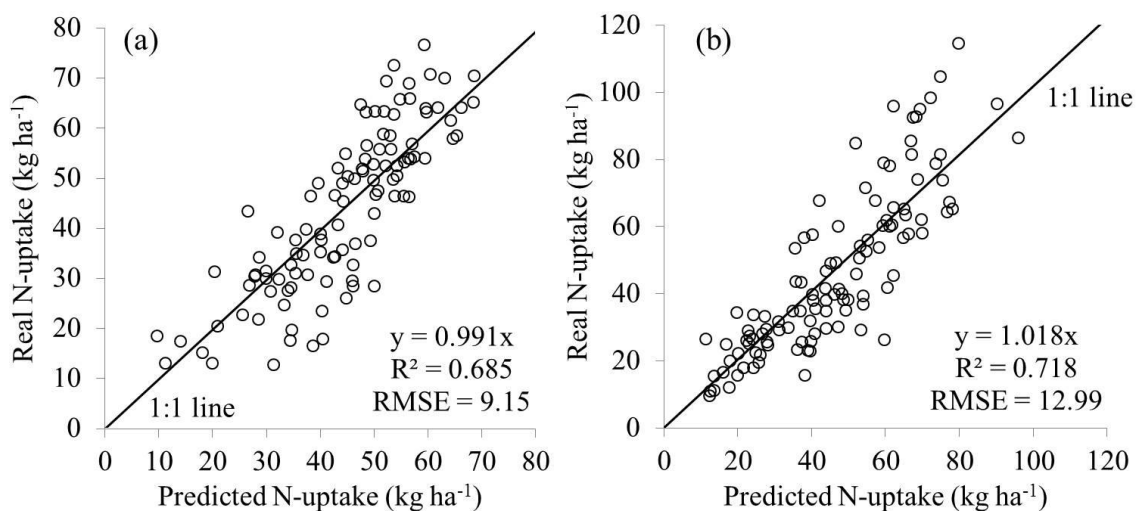 (a)
Real N-uptake (kg ha⁻¹)
80
70
60
50
40
30
20
10
0
y = 0.991x
R² = 0.685
RMSE = 9.15
1:1 line
0 10 20 30 40 50 60 70 80
Predicted N-uptake (kg ha⁻¹)
(b)
Real N-uptake (kg ha⁻¹)
120
100
80
60
40
20
0
1:1 line
y = 1.018x
R² = 0.718
RMSE = 12.99
0 20 40 60 80 100 120
Predicted N-uptake (kg ha⁻¹)